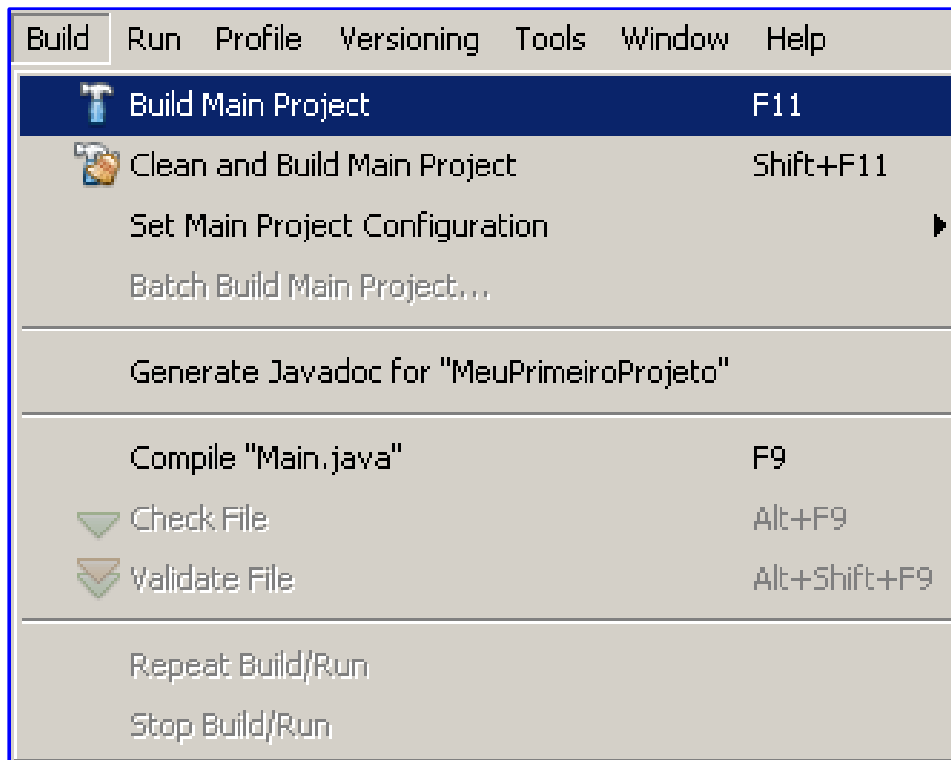 Build Run Profile Versioning Tools Window Help
Build Main Project F11
Clean and Build Main Project Shift+F11
Set Main Project Configuration
Batch Build Main Project...
Generate Javadoc for "MeuPrimeiroProjeto"
Compile "Main.java" F9
Check File Alt+F9
Validate File Alt+Shift+F9
Repeat Build/Run
Stop Build/Run